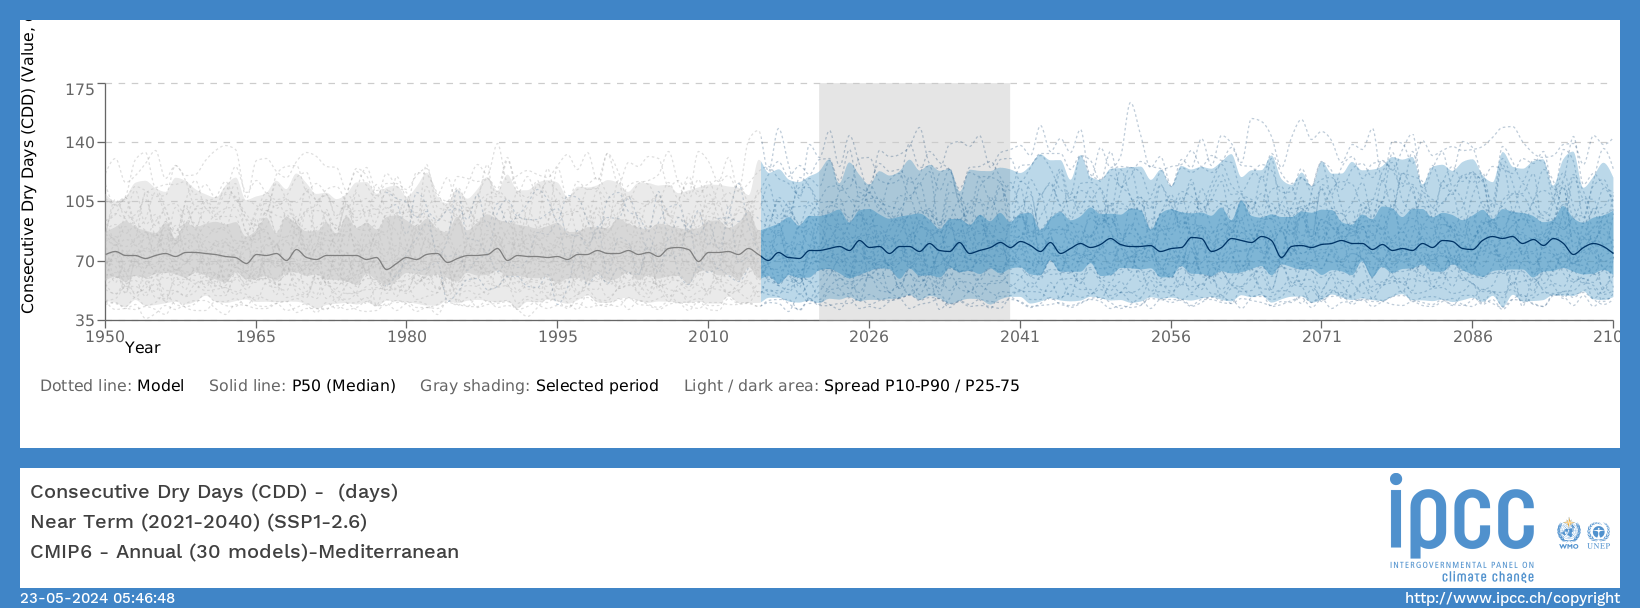 Consecutive Dry Days (CDD) (Value,
175
140
105
70
35
1950 1965 1980 1995 2010 2026 2041 2056 2071 2086 210
Year
Dotted line: Model Solid line: P50 (Median) Gray shading: Selected period Light / dark area: Spread P10-P90 / P25-75
Consecutive Dry Days (CDD) - (days)
Near Term (2021-2040) (SSP1-2.6)
CMIP6 - Annual (30 models)-Mediterranean
ipcc
INTERGOVERNMENTAL PANEL ON
climate change
WMO UNEP
23-05-2024 05:46:48
http://www.ipcc.ch/copyright